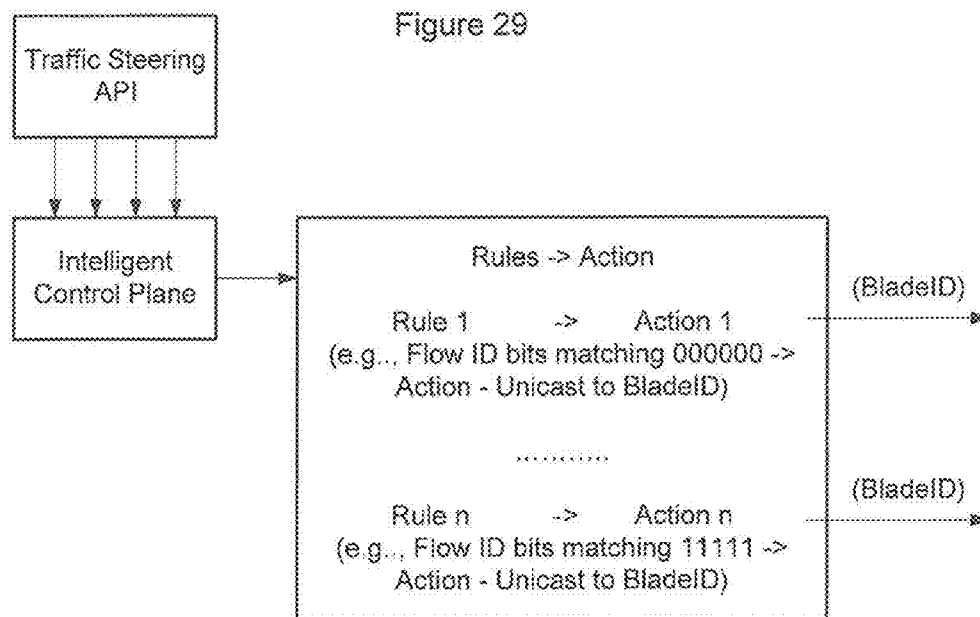 Figure 29
Traffic Steering
API
Intelligent
Control Plane
Rules -> Action
Rule 1 -> Action 1
(e.g.., Flow ID bits matching 000000 ->
Action - Unicast to BladeID)
...........
Rule n -> Action n
(e.g.., Flow ID bits matching 11111 ->
Action - Unicast to BladeID)
(BladeID)
(BladeID)